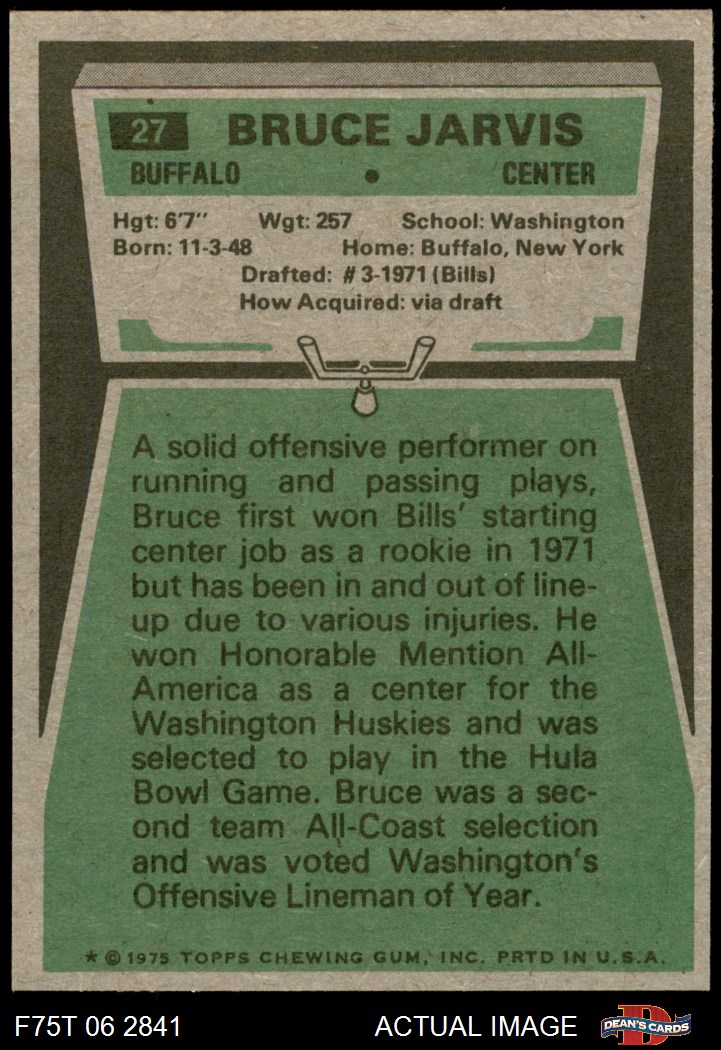 27 BRUCE JARVIS
BUFFALO • CENTER
Hgt: 6'7" Wgt: 257 School: Washington
Born: 11-3-48 Home: Buffalo, New York
Drafted: #3-1971 (Bills)
How Acquired: via draft
A solid offensive performer on
running and passing plays,
Bruce first won Bills' starting
center job as a rookie in 1971
but has been in and out of line-
up due to various injuries. He
won Honorable Mention All-
America as a center for the
Washington Huskies and was
selected to play in the Hula
Bowl Game. Bruce was a sec-
ond team All-Coast selection
and was voted Washington's
Offensive Lineman of Year.
* © 1975 TOPPS CHEWING GUM, INC. PRTD IN U.S.A.
F75T 06 2841 ACTUAL IMAGE D DEAN'S CARDS